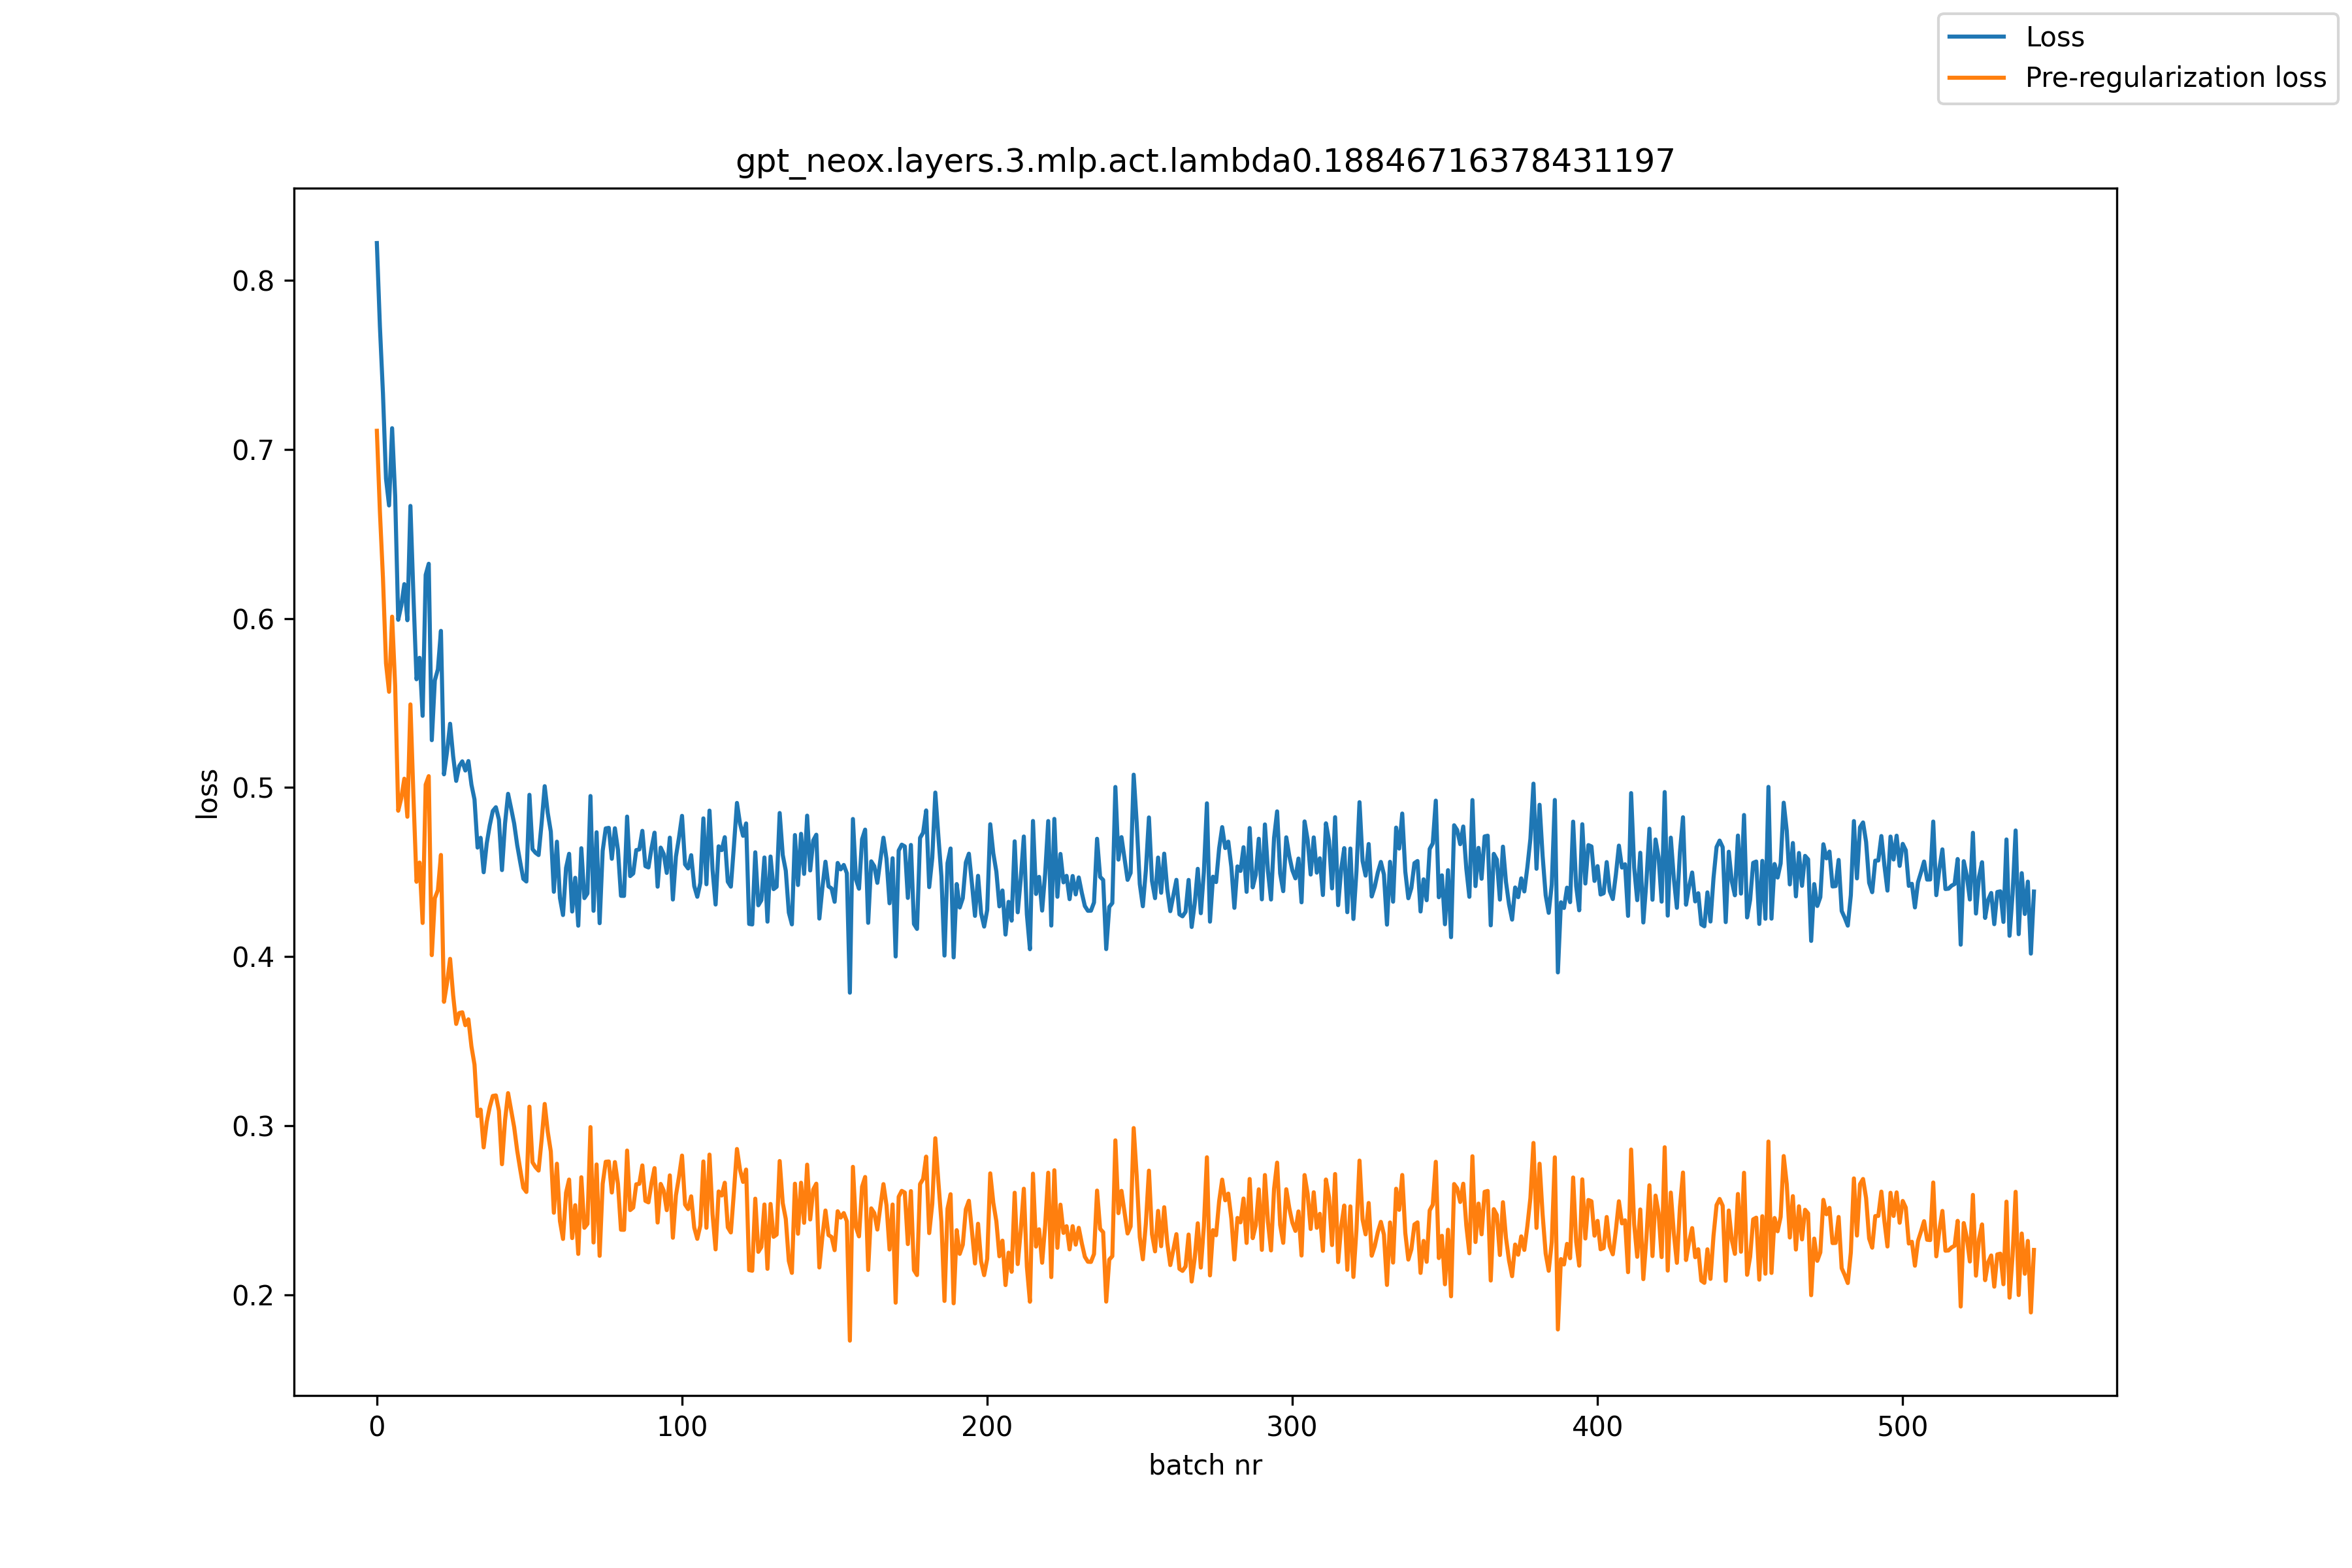 Loss
Pre-regularization loss
gpt_neox.layers.3.mlp.act.lambda0.18846716378431197
0.8
0.7
0.6
0.5
0.4
0.3
0.2
loss
0 100 200 300 400 500
batch nr